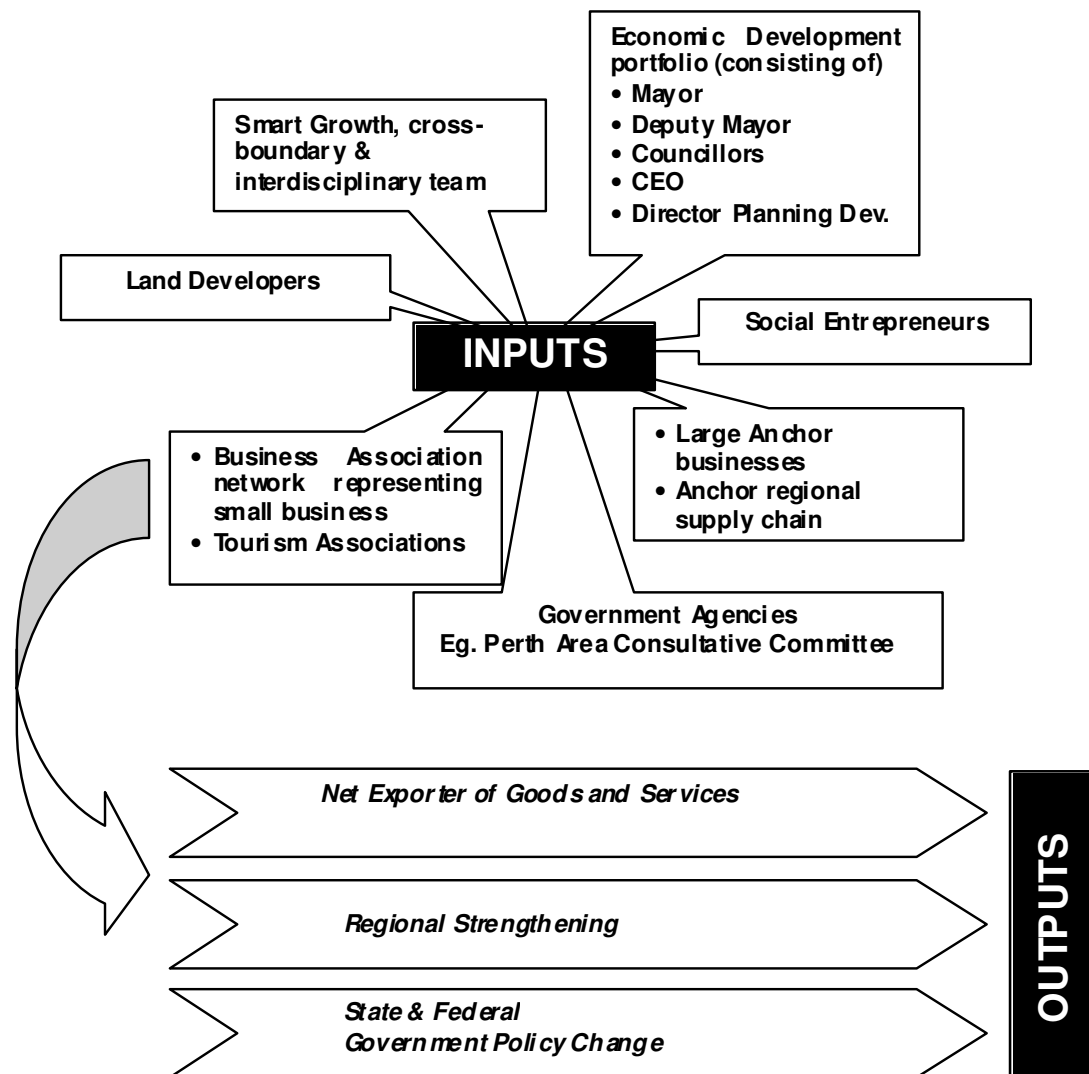 Economic Development
portfolio (consisting of)
• Mayor
• Deputy Mayor
• Councillors
• CEO
• Director Planning Dev.
Smart Growth, cross-
boundary &
interdisciplinary team
Land Developers
Social Entrepreneurs
INPUTS
• Business Association
network representing
small business
• Tourism Associations
• Large Anchor
businesses
• Anchor regional
supply chain
Government Agencies
Eg. Perth Area Consultative Committee
Net Exporter of Goods and Services
Regional Strengthening
State & Federal
Government Policy Change
OUTPUTS